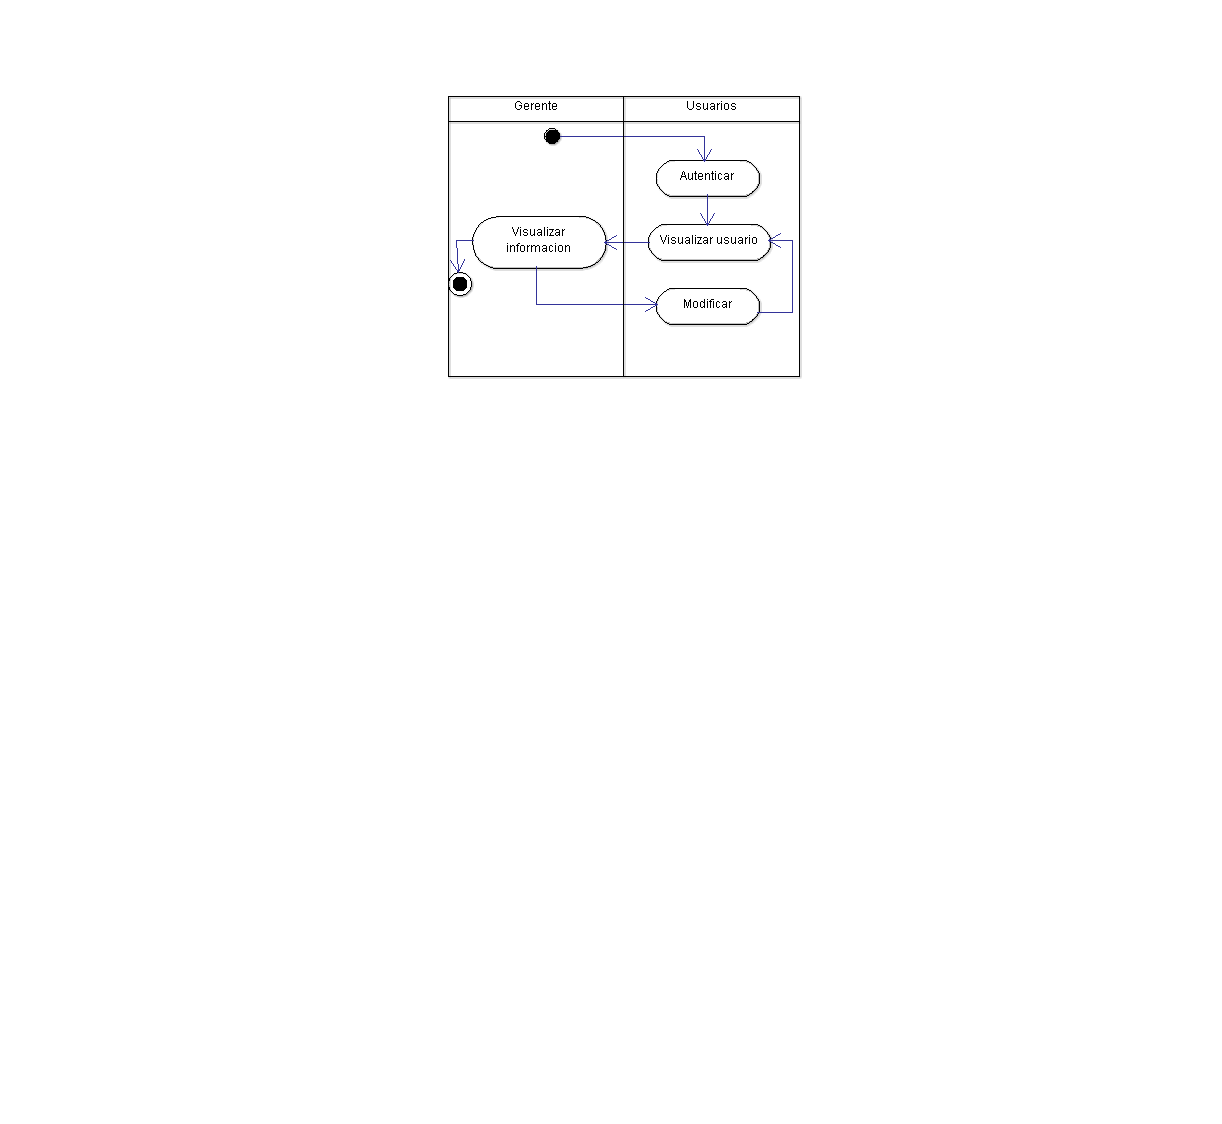 Gerente
Usuarios
Autenticar
Visualizar
informacion
Visualizar usuario
Modificar